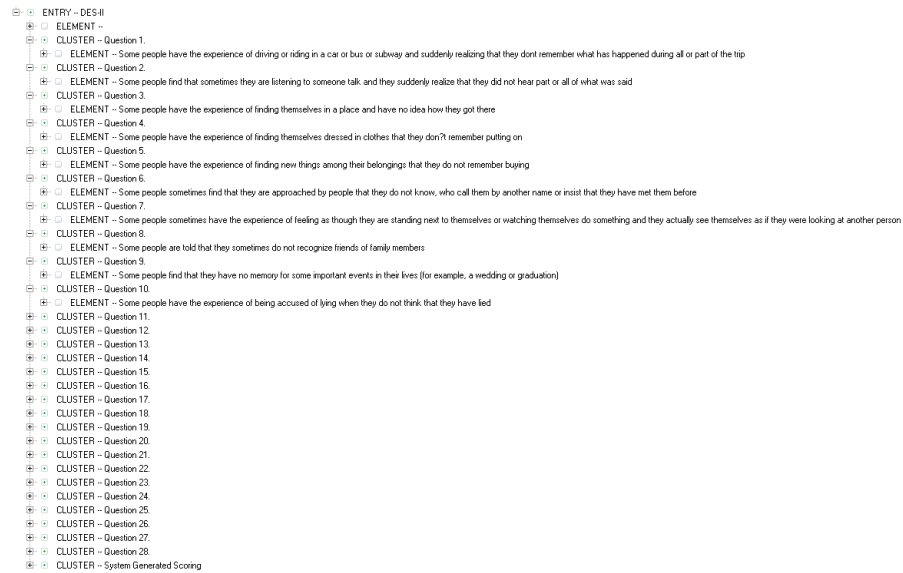 ENTRY -- DES-II
ELEMENT --
CLUSTER -- Question 1.
ELEMENT -- Some people have the experience of driving or riding in a car or bus or subway and suddenly realizing that they dont remember what has happened during all or part of the trip
CLUSTER -- Question 2.
ELEMENT -- Some people find that sometimes they are listening to someone talk and they suddenly realize that they did not hear part or all of what was said
CLUSTER -- Question 3.
ELEMENT -- Some people have the experience of finding themselves in a place and have no idea how they got there
CLUSTER -- Question 4.
ELEMENT -- Some people have the experience of finding themselves dressed in clothes that they don?t remember putting on
CLUSTER -- Question 5.
ELEMENT -- Some people have the experience of finding new things among their belongings that they do not remember buying
CLUSTER -- Question 6.
ELEMENT -- Some people sometimes find that they are approached by people that they do not know, who call them by another name or insist that they have met them before
CLUSTER -- Question 7.
ELEMENT -- Some people sometimes have the experience of feeling as though they are standing next to themselves or watching themselves do something and they actually see themselves as if they were looking at another person
CLUSTER -- Question 8.
ELEMENT -- Some people are told that they sometimes do not recognize friends of family members
CLUSTER -- Question 9.
ELEMENT -- Some people find that they have no memory for some important events in their lives (for example, a wedding or graduation)
CLUSTER -- Question 10.
ELEMENT -- Some people have the experience of being accused of lying when they do not think that they have lied
CLUSTER -- Question 11.
CLUSTER -- Question 12.
CLUSTER -- Question 13.
CLUSTER -- Question 14.
CLUSTER -- Question 15.
CLUSTER -- Question 16.
CLUSTER -- Question 17.
CLUSTER -- Question 18.
CLUSTER -- Question 19.
CLUSTER -- Question 20.
CLUSTER -- Question 21.
CLUSTER -- Question 22.
CLUSTER -- Question 23.
CLUSTER -- Question 24.
CLUSTER -- Question 25.
CLUSTER -- Question 26.
CLUSTER -- Question 27.
CLUSTER -- Question 28.
CLUSTER -- System Generated Scoring